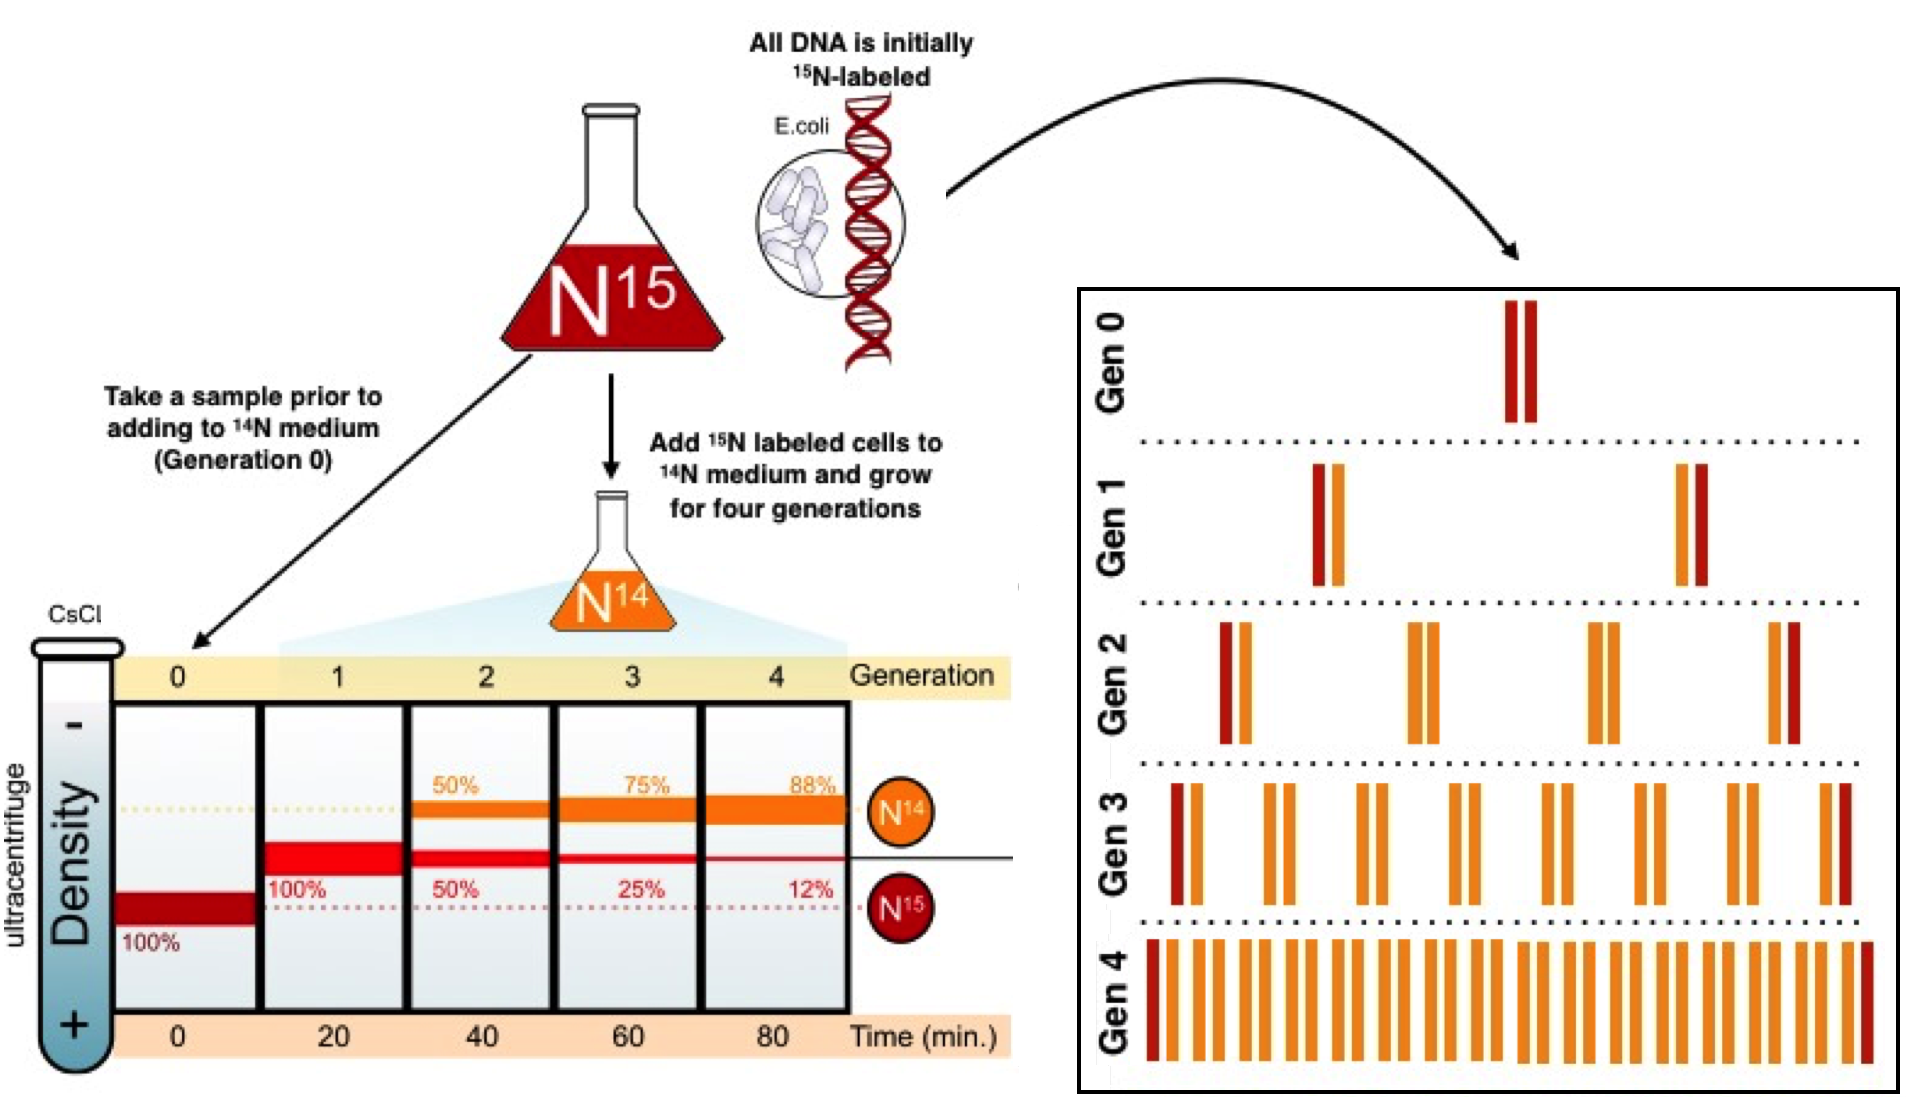 All DNA is initially
¹⁵N-labeled
E.coli
N¹⁵
Take a sample prior to
adding to ¹⁴N medium
(Generation 0)
Add ¹⁵N labeled cells to
¹⁴N medium and grow
for four generations
N¹⁴
CsCl
0 1 2 3 4 Generation
ultracentrifuge
- Density +
50% 75% 88%
N¹⁴
100% 50% 25% 12%
N¹⁵
100%
0 20 40 60 80 Time (min.)
Gen 0
Gen 1
Gen 2
Gen 3
Gen 4